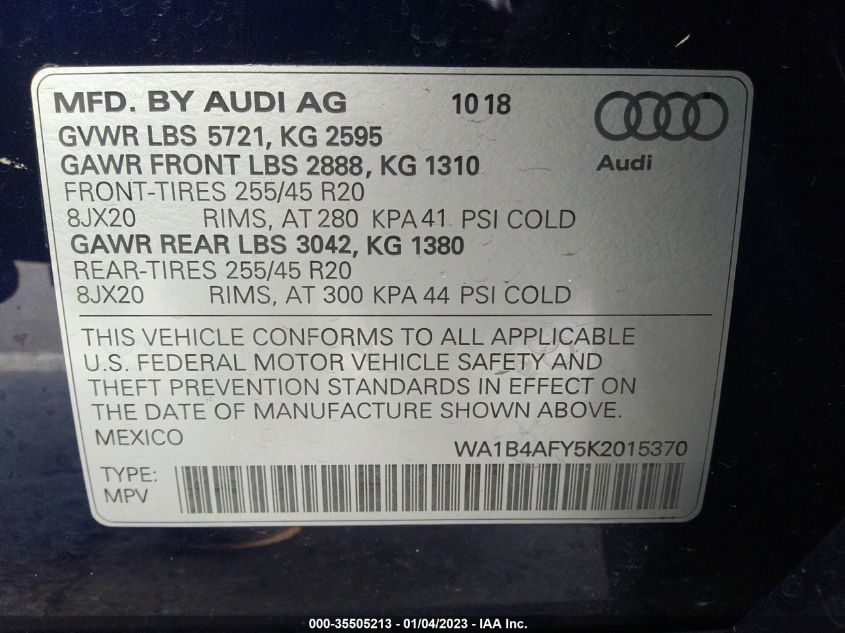 MFD. BY AUDI AG 10 18
GVWR LBS 5721, KG 2595
GAWR FRONT LBS 2888, KG 1310
Audi
FRONT-TIRES 255/45 R20
8JX20 RIMS, AT 280 KPA 41 PSI COLD
GAWR REAR LBS 3042, KG 1380
REAR-TIRES 255/45 R20
8JX20 RIMS, AT 300 KPA 44 PSI COLD
THIS VEHICLE CONFORMS TO ALL APPLICABLE
U.S. FEDERAL MOTOR VEHICLE SAFETY AND
THEFT PREVENTION STANDARDS IN EFFECT ON
THE DATE OF MANUFACTURE SHOWN ABOVE.
MEXICO
WA1B4AFY5K2015370
TYPE:
MPV
000-35505213 - 01/04/2023 - IAA Inc.